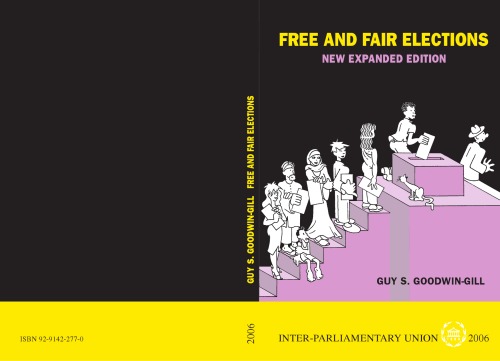 ISBN 92-9142-277-0
GUY S. GOODWIN-GILL FREE AND FAIR ELECTIONS
2006
FREE AND FAIR ELECTIONS
NEW EXPANDED EDITION
GUY S. GOODWIN-GILL
INTER-PARLIAMENTARY UNION 2006